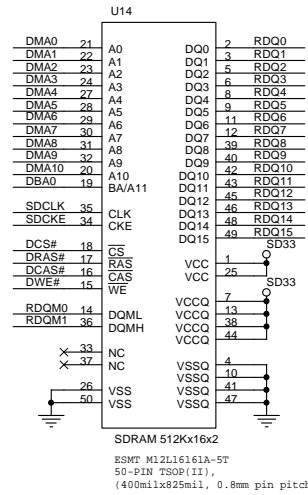 U14
DMA0 21 A0 DQ0 2 RDQ0
DMA1 22 A1 DQ1 3 RDQ1
DMA2 23 A2 DQ2 5 RDQ2
DMA3 24 A3 DQ3 6 RDQ3
DMA4 27 A4 DQ4 8 RDQ4
DMA5 28 A5 DQ5 9 RDQ5
DMA6 29 A6 DQ6 11 RDQ6
DMA7 30 A7 DQ7 12 RDQ7
DMA8 31 A8 DQ8 39 RDQ8
DMA9 32 A9 DQ9 40 RDQ9
DMA10 20 A10 DQ10 42 RDQ10
DBA0 19 BA/A11 DQ11 43 RDQ11
DQ12 45 RDQ12
SDCLK 35 CLK DQ13 46 RDQ13
SDCKE 34 CKE DQ14 48 RDQ14
DQ15 49 RDQ15
DCS# 18 CS SD33
DRAS# 17 RAS VCC 1
DCAS# 16 CAS VCC 25
DWE# 15 WE SD33
VCCQ 7
RDQM0 14 DQML VCCQ 13
RDQM1 36 DQMH VCCQ 38
VCCQ 44
33 NC
37 NC VSSQ 4
VSSQ 10
26 VSS VSSQ 41
50 VSS VSSQ 47
SDRAM 512Kx16x2
ESMT M12L16161A-5T
50-PIN TSOP(II),
(400milx825mil, 0.8mm pin pitch